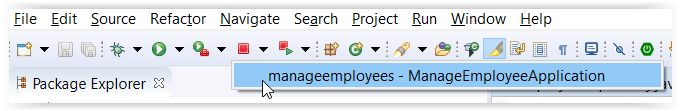 File Edit Source Refactor Navigate Search Project Run Window Help
manageemployees - ManageEmployeeApplication
Package Explorer